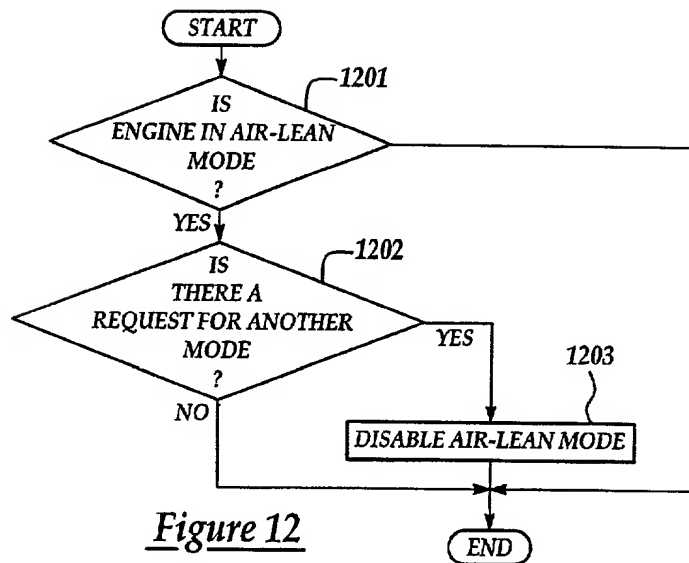 START
1201
IS
ENGINE IN AIR-LEAN
MODE
?
YES
1202
IS
THERE A
REQUEST FOR ANOTHER
MODE
?
YES
NO
1203
DISABLE AIR-LEAN MODE
Figure 12
END